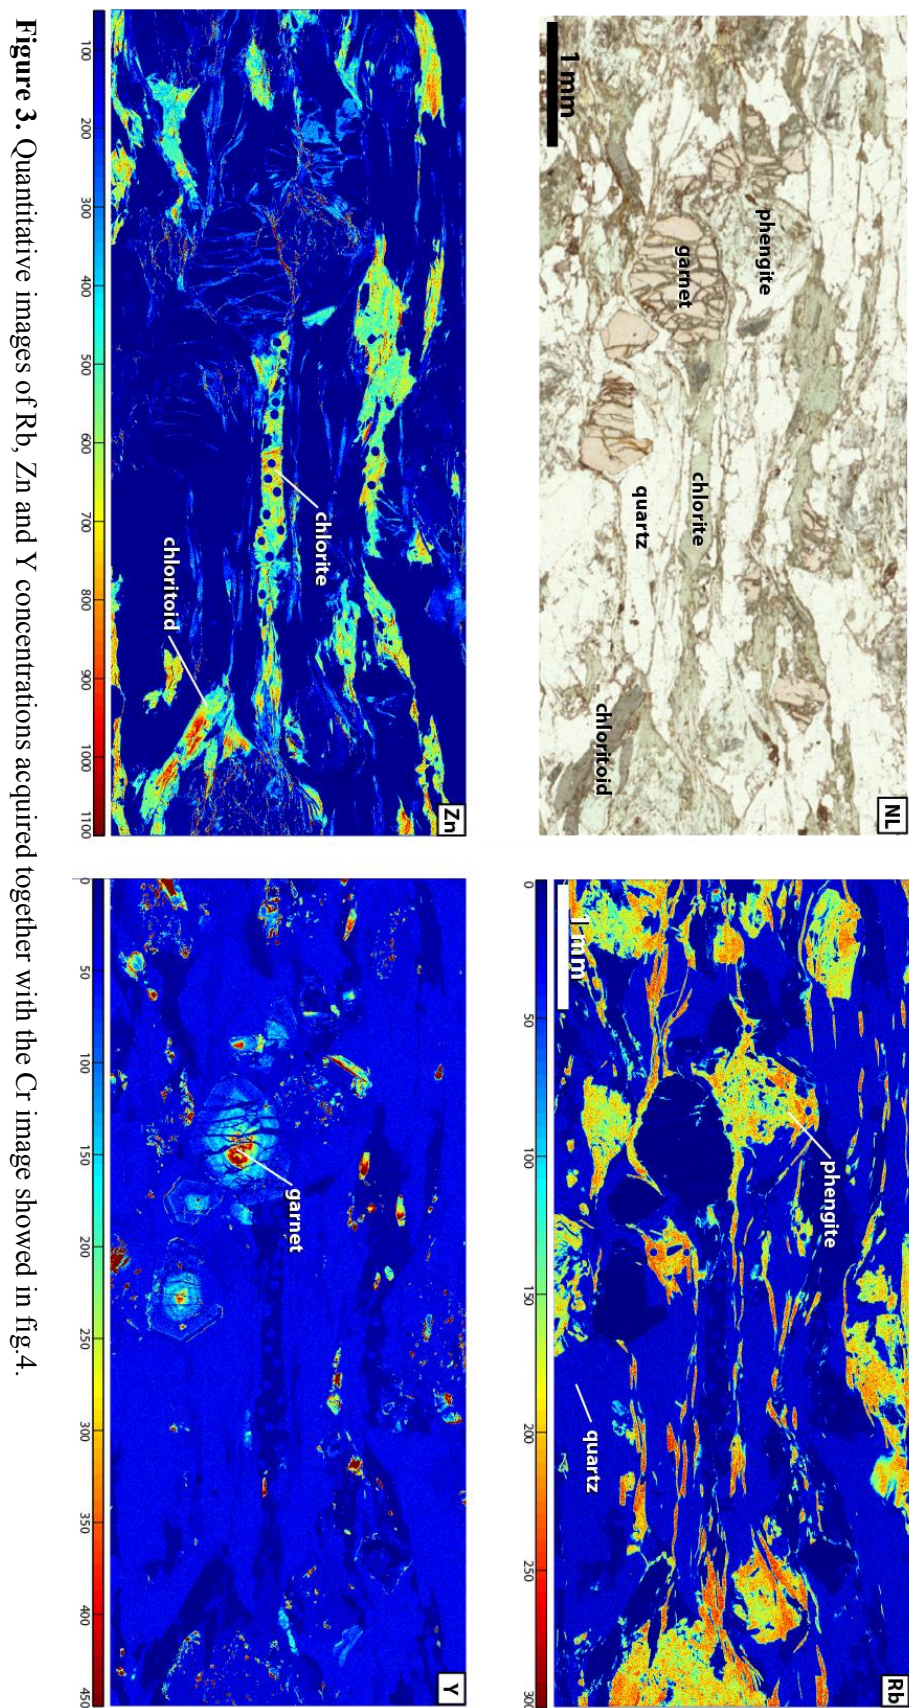 NL
1 mm
phengite
garnet
chlorite
quartz
chloritoid
Rb
1 mm
phengite
quartz
0 50 100 150 200 250 300
Zn
chlorite
chloritoid
100 200 300 400 500 600 700 800 900 1000 1100
Y
garnet
0 50 100 150 200 250 300 350 400 450
Figure 3. Quantitative images of Rb, Zn and Y concentrations acquired together with the Cr image showed in fig.4.